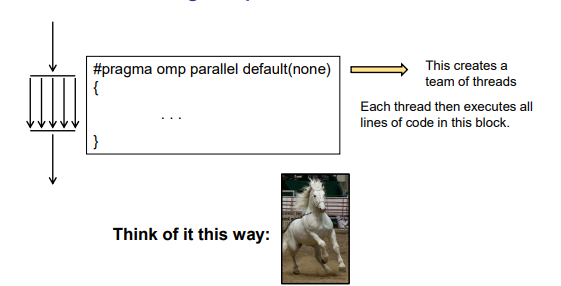 #pragma omp parallel default(none)
{
. . .
}
This creates a
team of threads
Each thread then executes all
lines of code in this block.
Think of it this way: